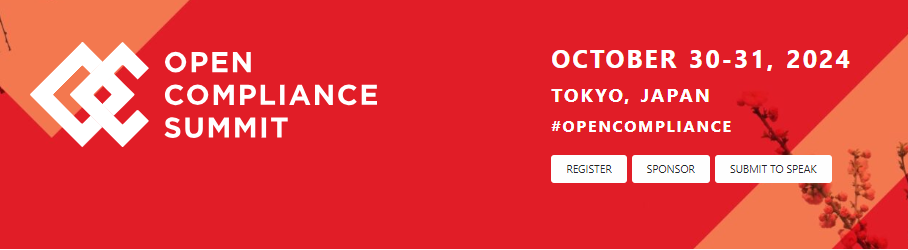 OPEN
COMPLIANCE
SUMMIT
OCTOBER 30-31, 2024
TOKYO, JAPAN
#OPENCOMPLIANCE
REGISTER
SPONSOR
SUBMIT TO SPEAK